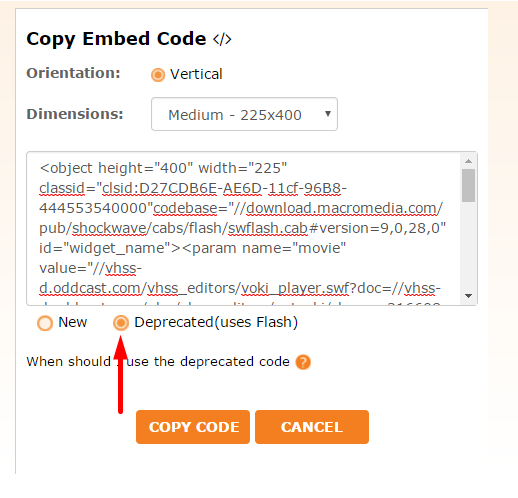 Copy Embed Code </>
Orientation: Vertical
Dimensions: Medium - 225x400
<object height="400" width="225"
classid="clsid:D27CDB6E-AE6D-11cf-96B8-
444553540000"codebase="//download.macromedia.com/
pub/shockwave/cabs/flash/swflash.cab#version=9,0,28,0"
id="widget_name"><param name="movie"
value="//vhss-
d.oddcast.com/vhss_editors/voki_player.swf?doc=//vhss-
New Deprecated(uses Flash)
When should I use the deprecated code ?
COPY CODE CANCEL